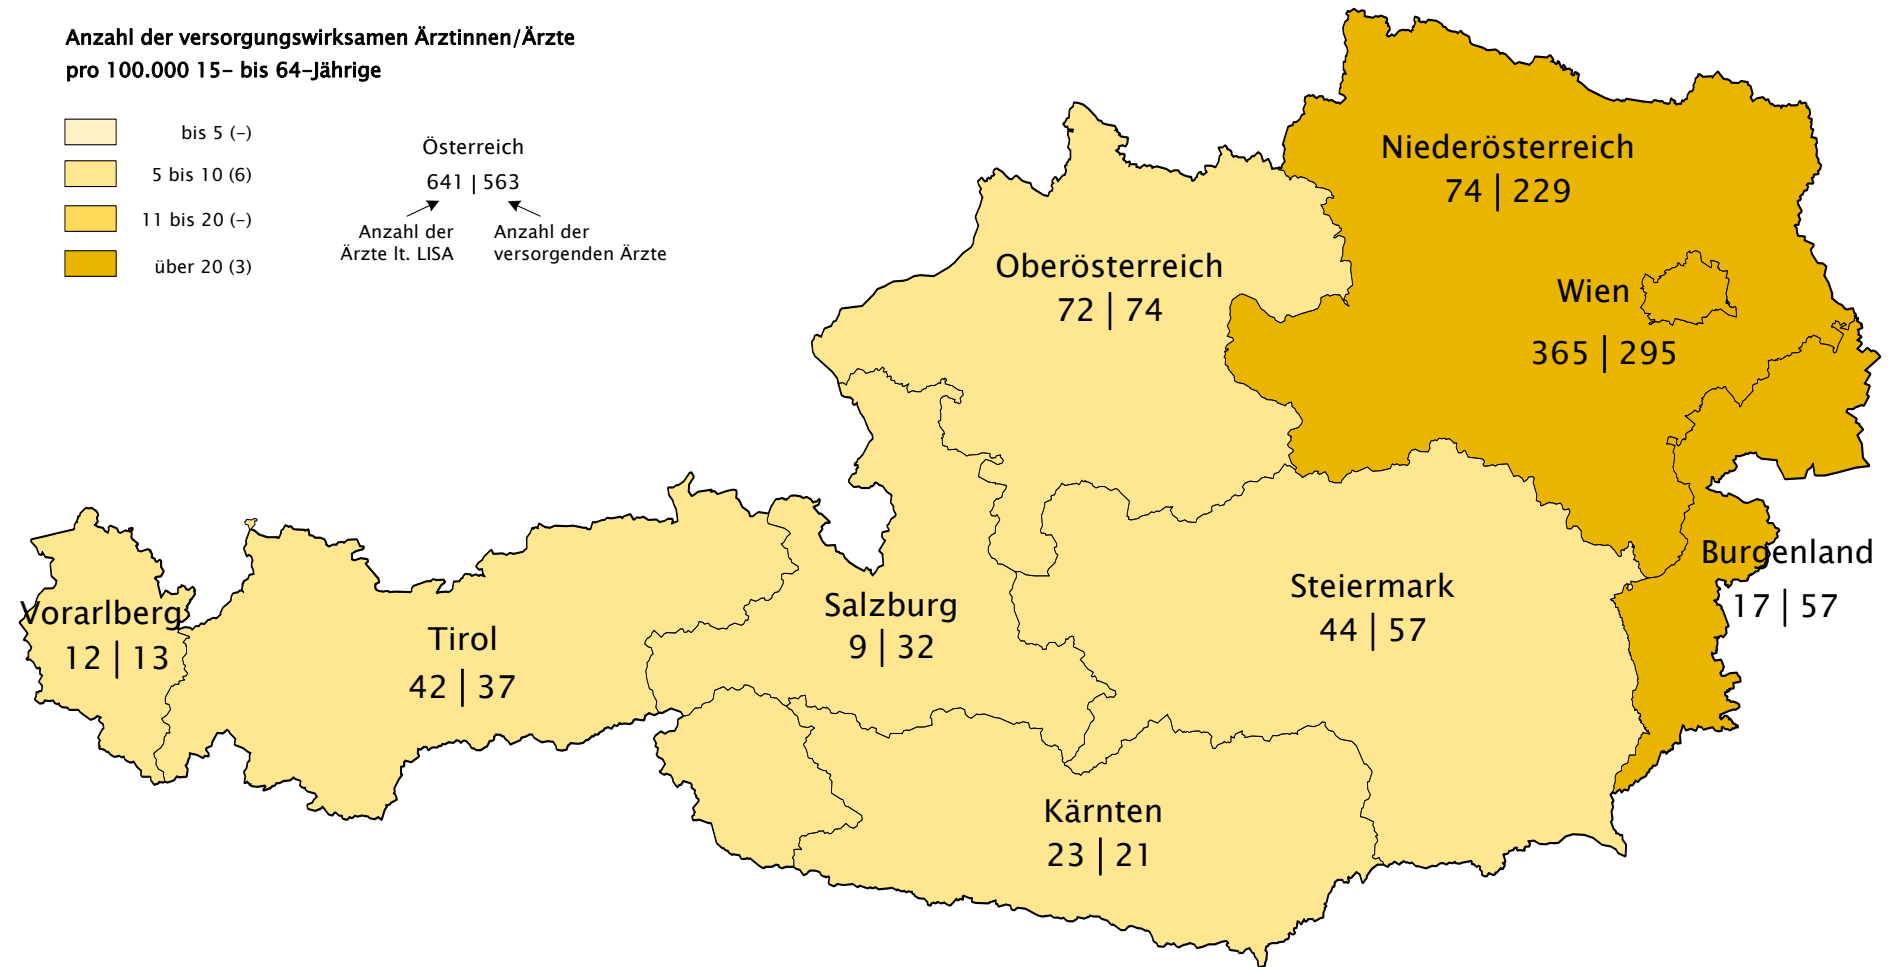 Anzahl der versorgungswirksamen Ärztinnen/Ärzte
pro 100.000 15- bis 64-Jährige
bis 5 (-)
5 bis 10 (6)
11 bis 20 (-)
über 20 (3)
Österreich
641 | 563
Anzahl der
Ärzte lt. LISA
Anzahl der
versorgenden Ärzte
Niederösterreich
74 | 229
Oberösterreich
72 | 74
Wien
365 | 295
Burgenland
17 | 57
Steiermark
44 | 57
Salzburg
9 | 32
Vorarlberg
12 | 13
Tirol
42 | 37
Kärnten
23 | 21